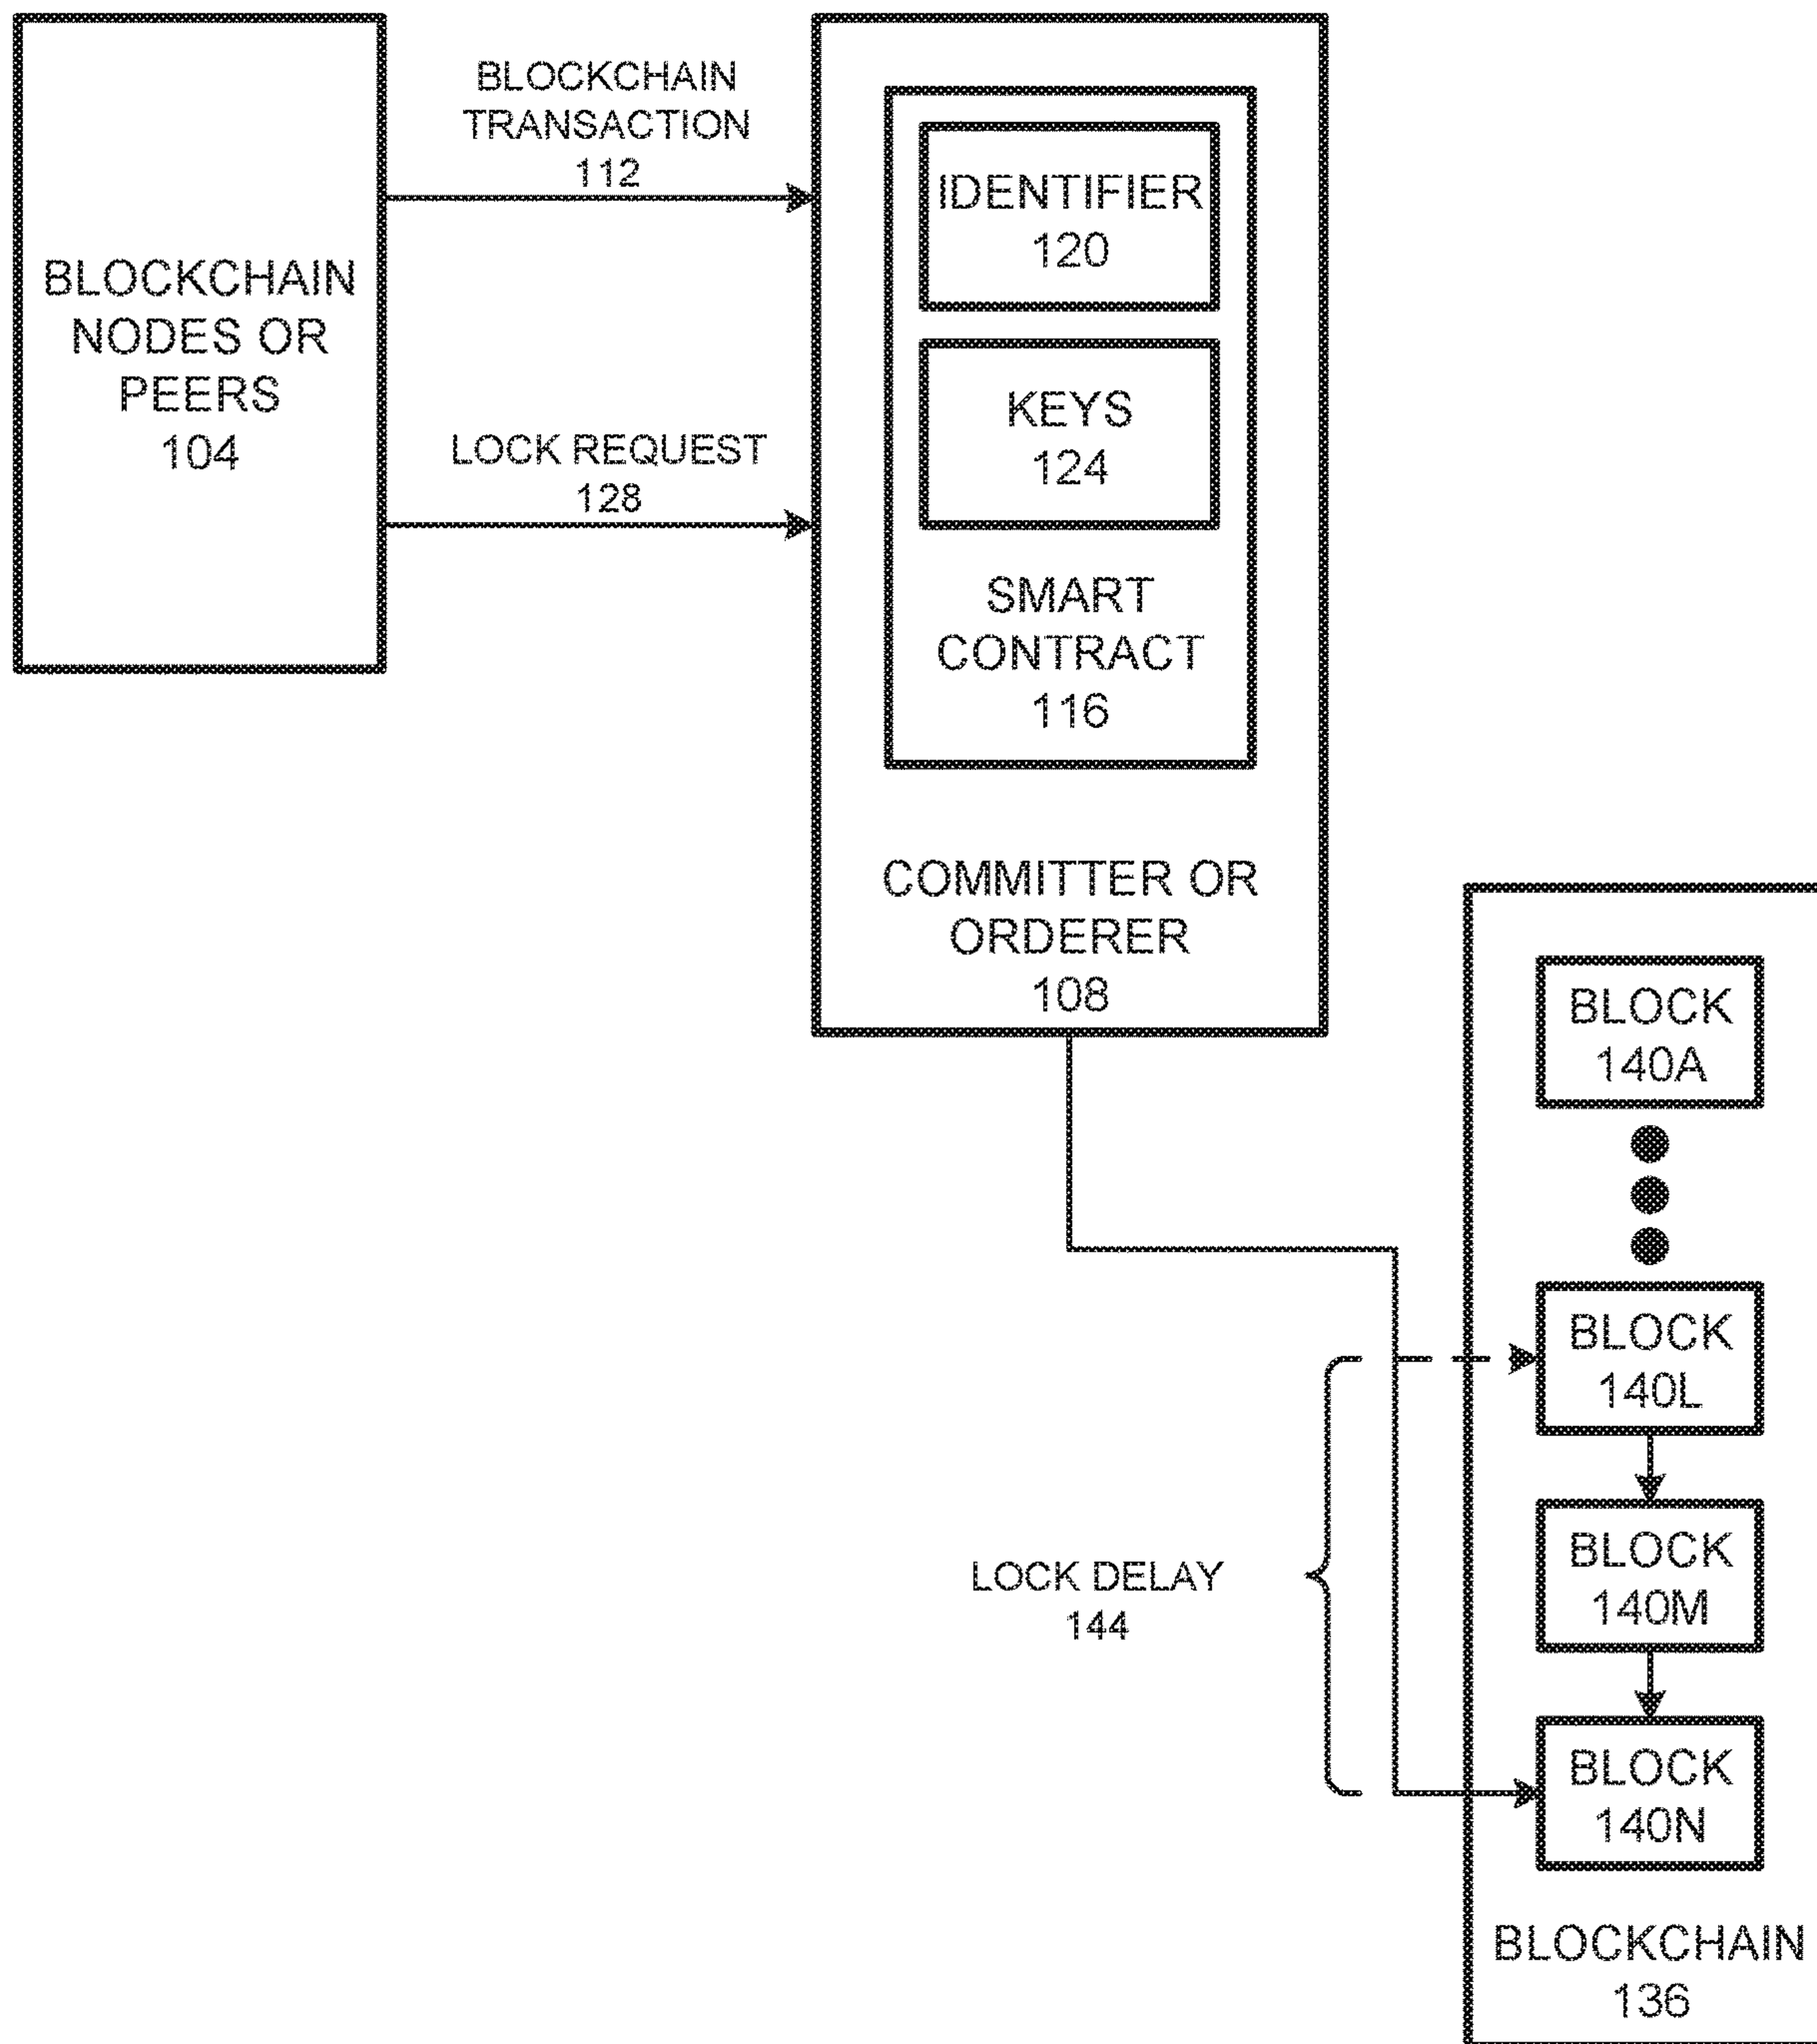 BLOCKCHAIN
NODES OR
PEERS
104
BLOCKCHAIN
TRANSACTION
112
LOCK REQUEST
128
IDENTIFIER
120
KEYS
124
SMART
CONTRACT
116
COMMITTER OR
ORDERER
108
BLOCK
140A
BLOCK
140L
BLOCK
140M
BLOCK
140N
LOCK DELAY
144
BLOCKCHAIN
136